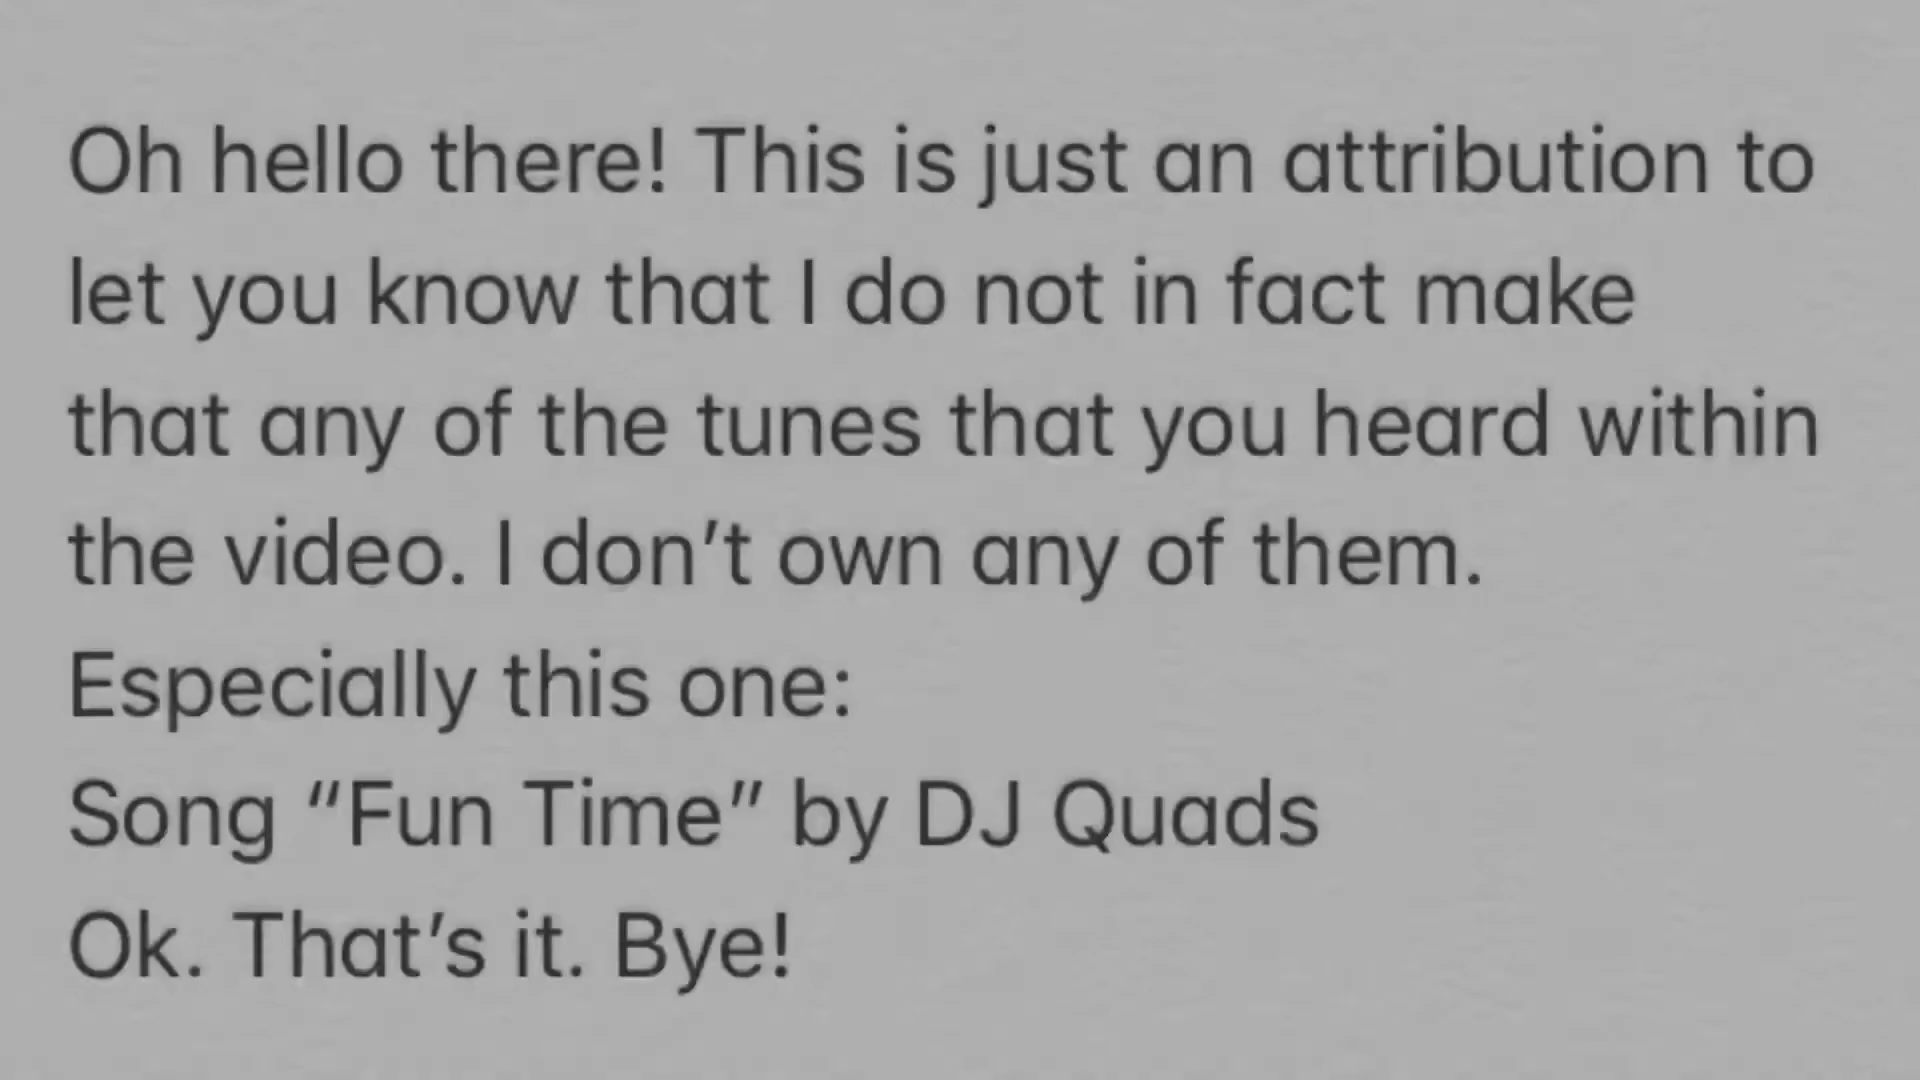 Oh hello there! This is just an attribution to
let you know that I do not in fact make
that any of the tunes that you heard within
the video. I don’t own any of them.
Especially this one:
Song “Fun Time” by DJ Quads
Ok. That’s it. Bye!